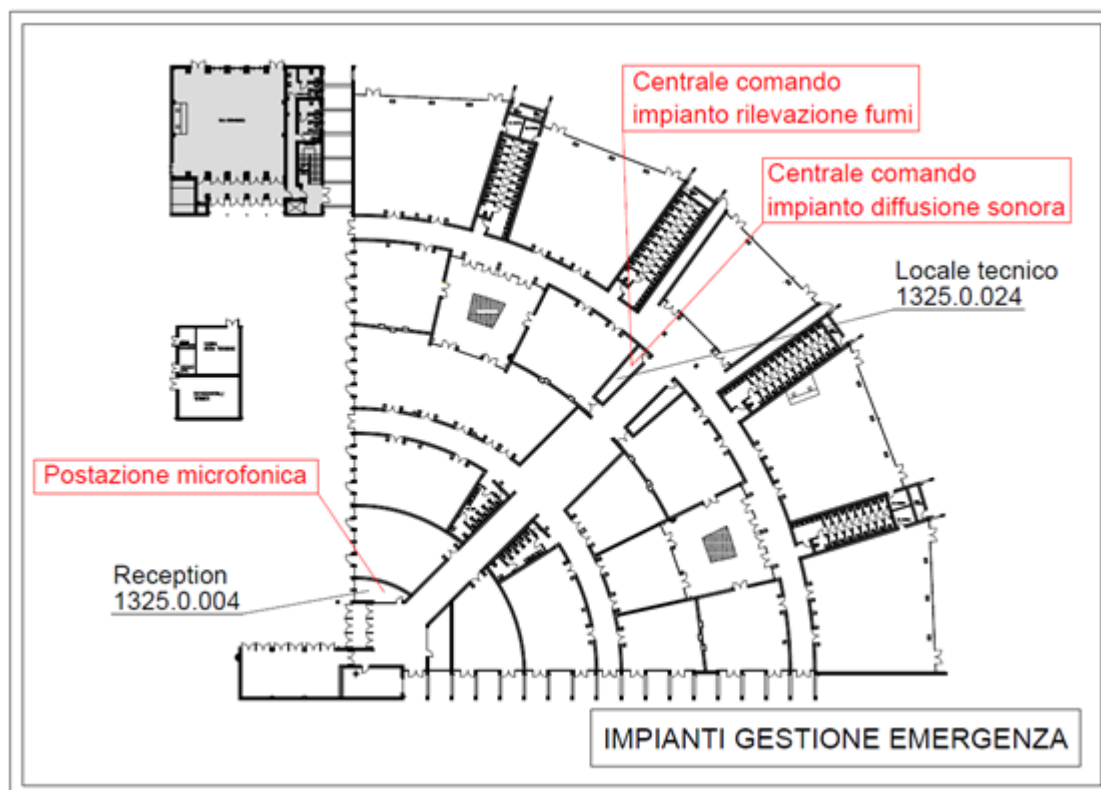 Centrale comando
impianto rilevazione fumi
Centrale comando
impianto diffusione sonora
Locale tecnico
1325.0.024
Postazione microfonica
Reception
1325.0.004
IMPIANTI GESTIONE EMERGENZA